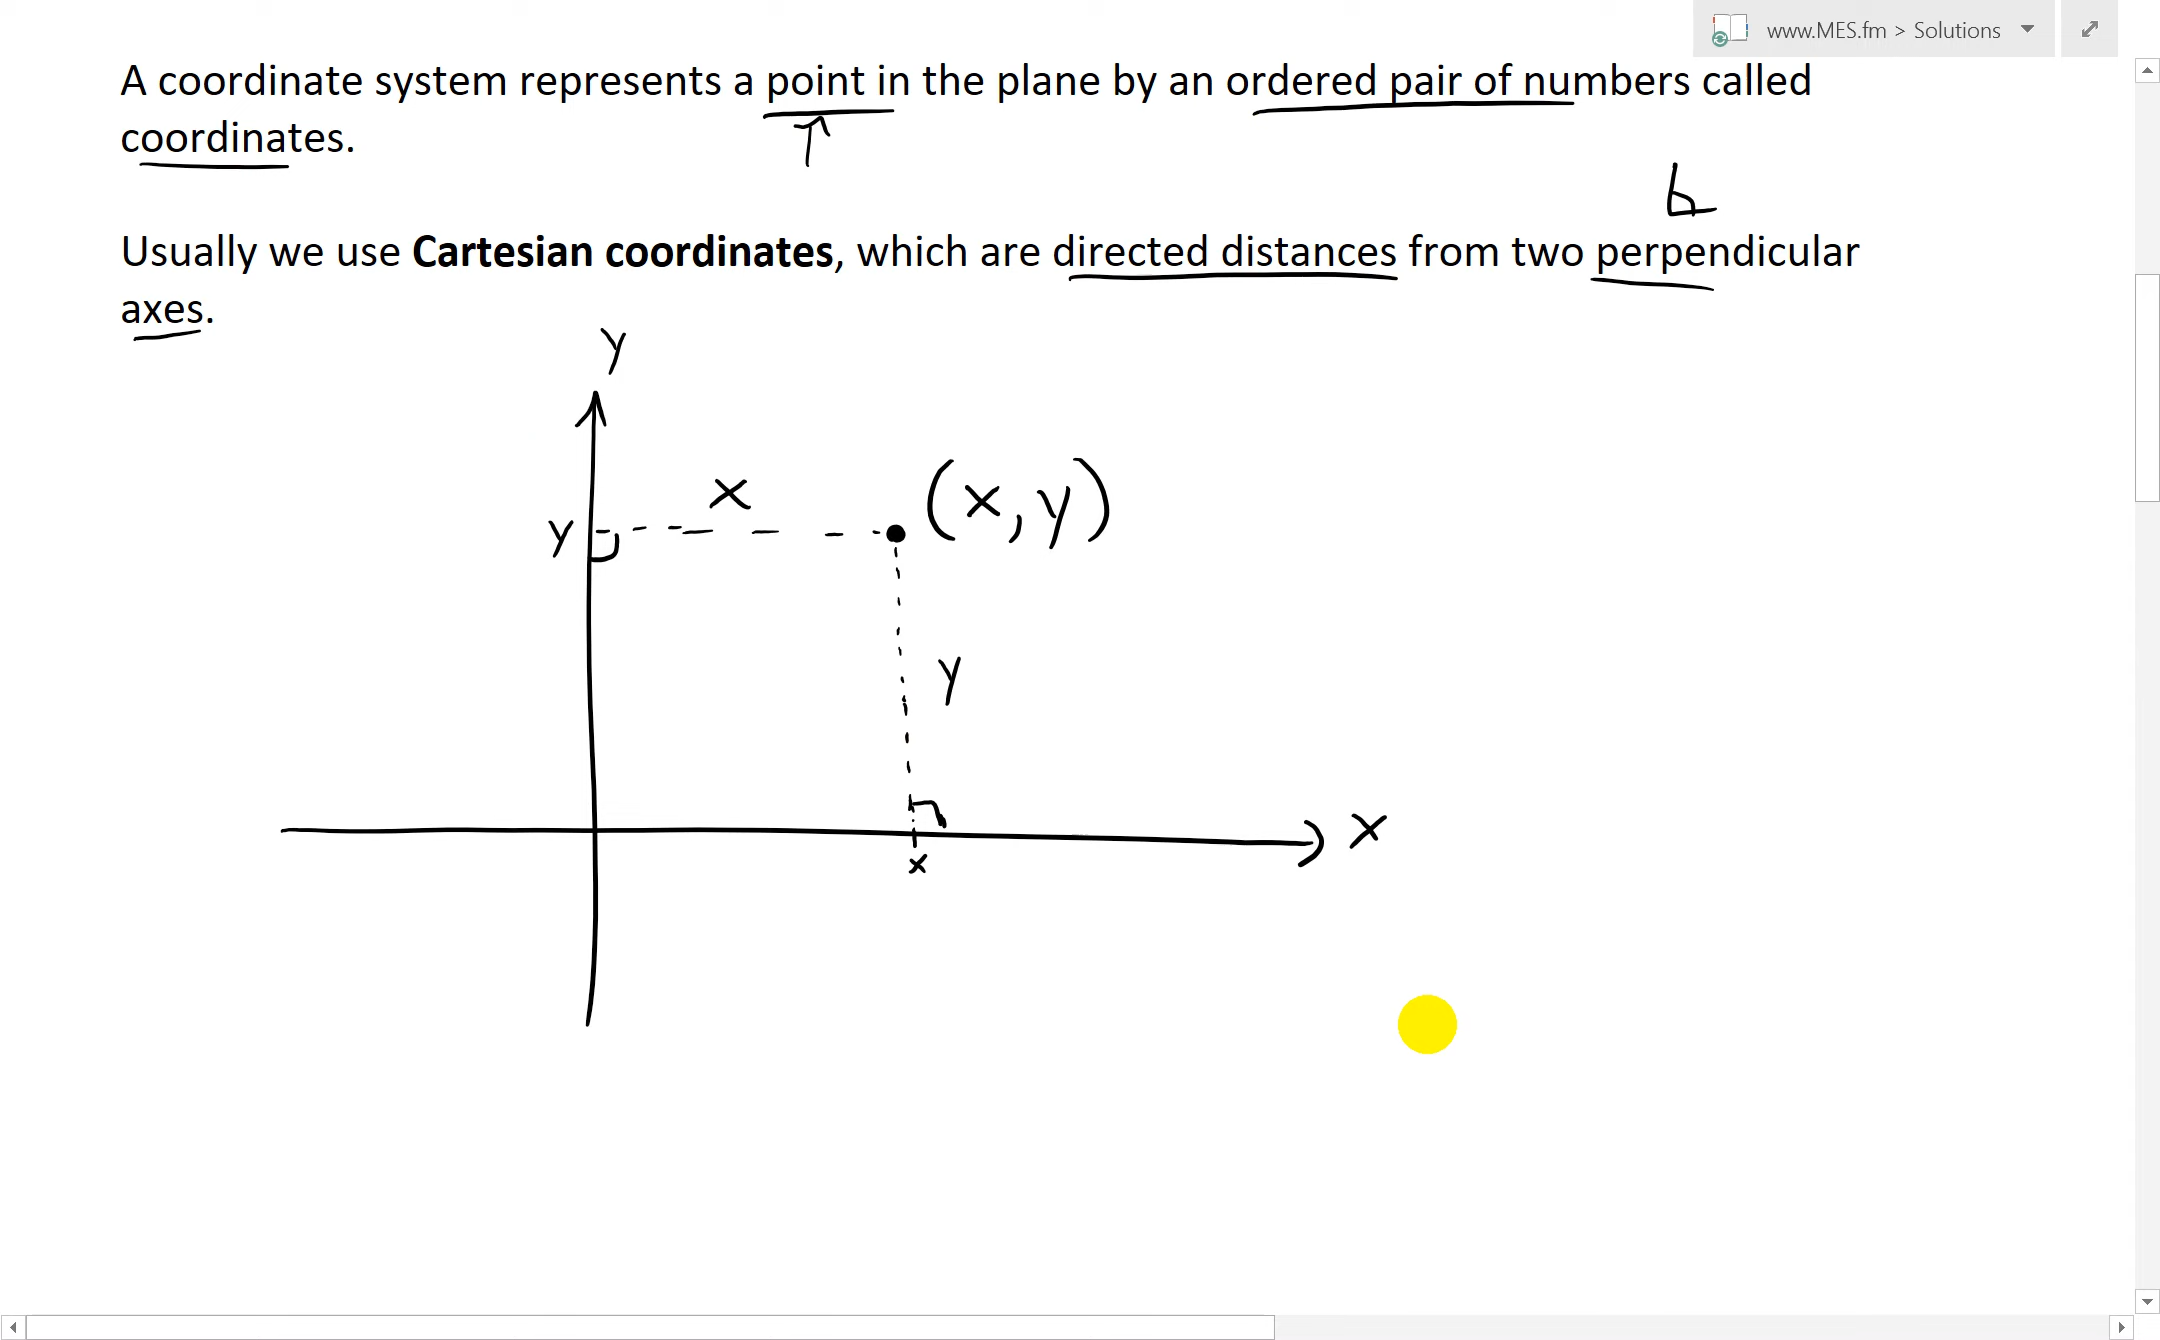 www.MES.fm > Solutions
A coordinate system represents a point in the plane by an ordered pair of numbers called
coordinates.
Usually we use Cartesian coordinates, which are directed distances from two perpendicular
axes.
y
x
(x, y)
y
y
x
x